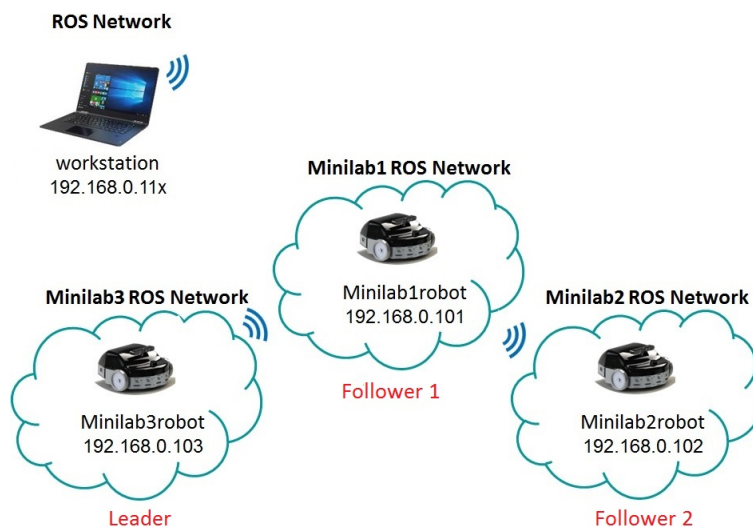 ROS Network
workstation
192.168.0.11x
Minilab1 ROS Network
Minilab1robot
192.168.0.101
Follower 1
Minilab3 ROS Network
Minilab3robot
192.168.0.103
Leader
Minilab2 ROS Network
Minilab2robot
192.168.0.102
Follower 2